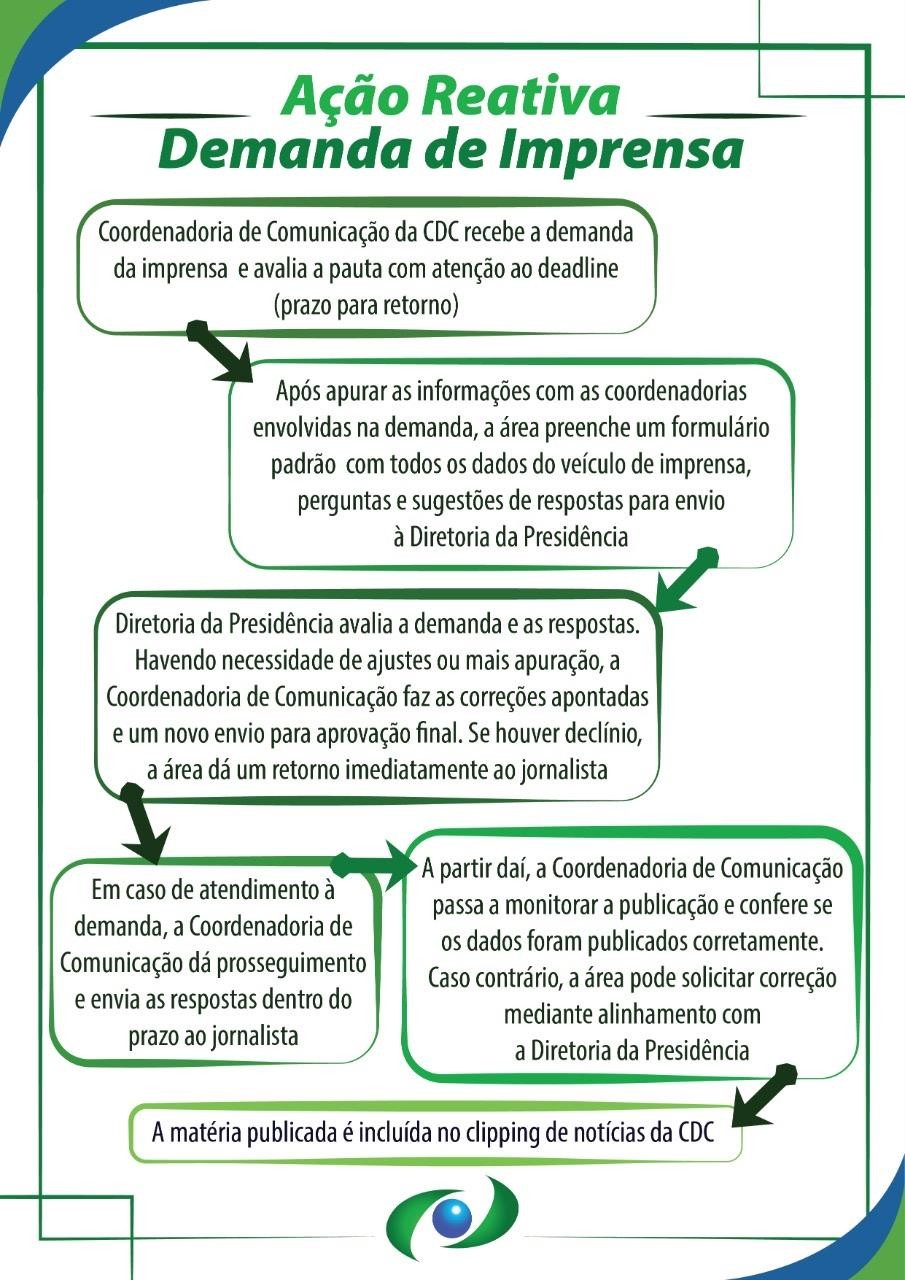 Ação Reativa
Demanda de Imprensa
Coordenadoria de Comunicação da CDC recebe a demanda
da imprensa e avalia a pauta com atenção ao deadline
(prazo para retorno)
Após apurar as informações com as coordenadorias
envolvidas na demanda, a área preenche um formulário
padrão com todos os dados do veículo de imprensa,
perguntas e sugestões de respostas para envio
à Diretoria da Presidência
Diretoria da Presidência avalia a demanda e as respostas.
Havendo necessidade de ajustes ou mais apuração, a
Coordenadoria de Comunicação faz as correções apontadas
e um novo envio para aprovação final. Se houver declínio,
a área dá um retorno imediatamente ao jornalista
Em caso de atendimento à
demanda, a Coordenadoria de
Comunicação dá prosseguimento
e envia as respostas dentro do
prazo ao jornalista
A partir daí, a Coordenadoria de Comunicação
passa a monitorar a publicação e confere se
os dados foram publicados corretamente.
Caso contrário, a área pode solicitar correção
mediante alinhamento com
a Diretoria da Presidência
A matéria publicada é incluída no clipping de notícias da CDC